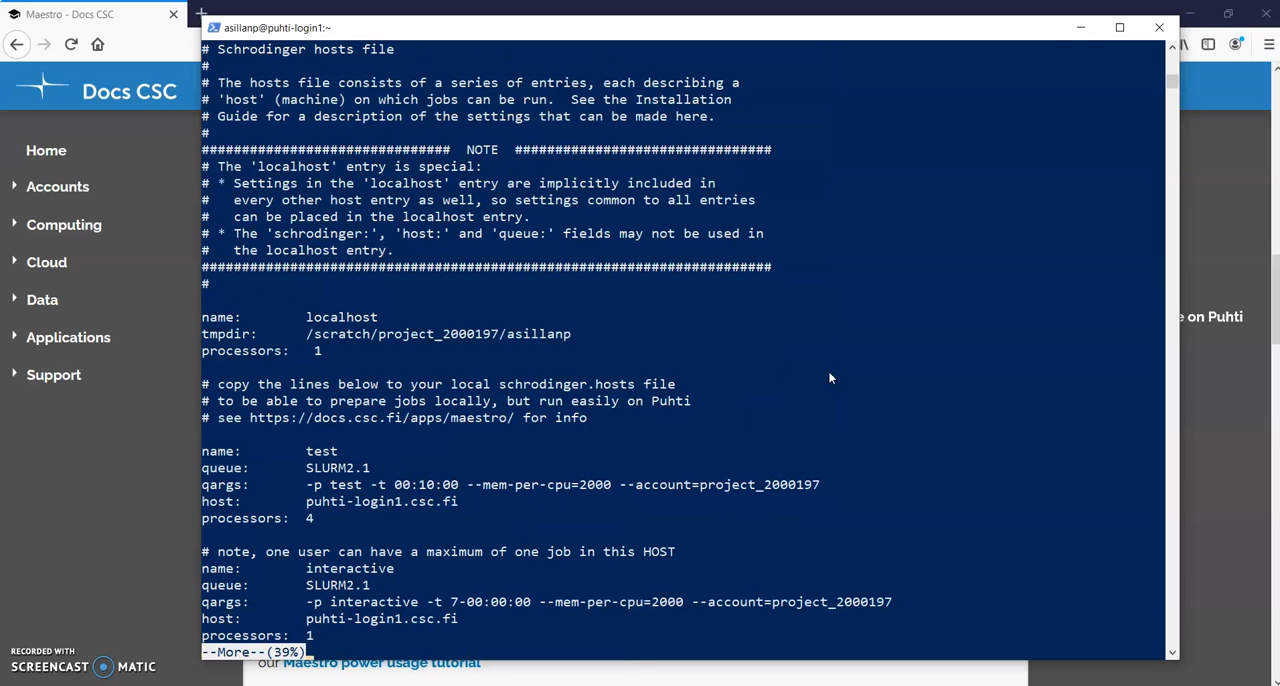 Maestro - Docs CSC
asillanp@puhti-login1:~
Docs CSC
Home
Accounts
Computing
Cloud
Data
Applications
Support
# Schrodinger hosts file
#
# The hosts file consists of a series of entries, each describing a
# 'host' (machine) on which jobs can be run.  See the Installation
# Guide for a description of the settings that can be made here.
#
############################### NOTE ################################
# The 'localhost' entry is special:
# * Settings in the 'localhost' entry are implicitly included in
#   every other host entry as well, so settings common to all entries
#   can be placed in the localhost entry.
# * The 'schrodinger:', 'host:' and 'queue:' fields may not be used in
#   the localhost entry.
#######################################################################
#
name:        localhost
tmpdir:      /scratch/project_2000197/asillanp
processors:   1
# copy the lines below to your local schrodinger.hosts file
# to be able to prepare jobs locally, but run easily on Puhti
# see https://docs.csc.fi/apps/maestro/ for info
name:        test
queue:       SLURM2.1
qargs:       -p test -t 00:10:00 --mem-per-cpu=2000 --account=project_2000197
host:        puhti-login1.csc.fi
processors:  4
# note, one user can have a maximum of one job in this HOST
name:        interactive
queue:       SLURM2.1
qargs:       -p interactive -t 7-00:00:00 --mem-per-cpu=2000 --account=project_2000197
host:        puhti-login1.csc.fi
processors:  1
--More--(39%)
e on Puhti
our Maestro power usage tutorial
RECORDED WITH
SCREENCAST MATIC